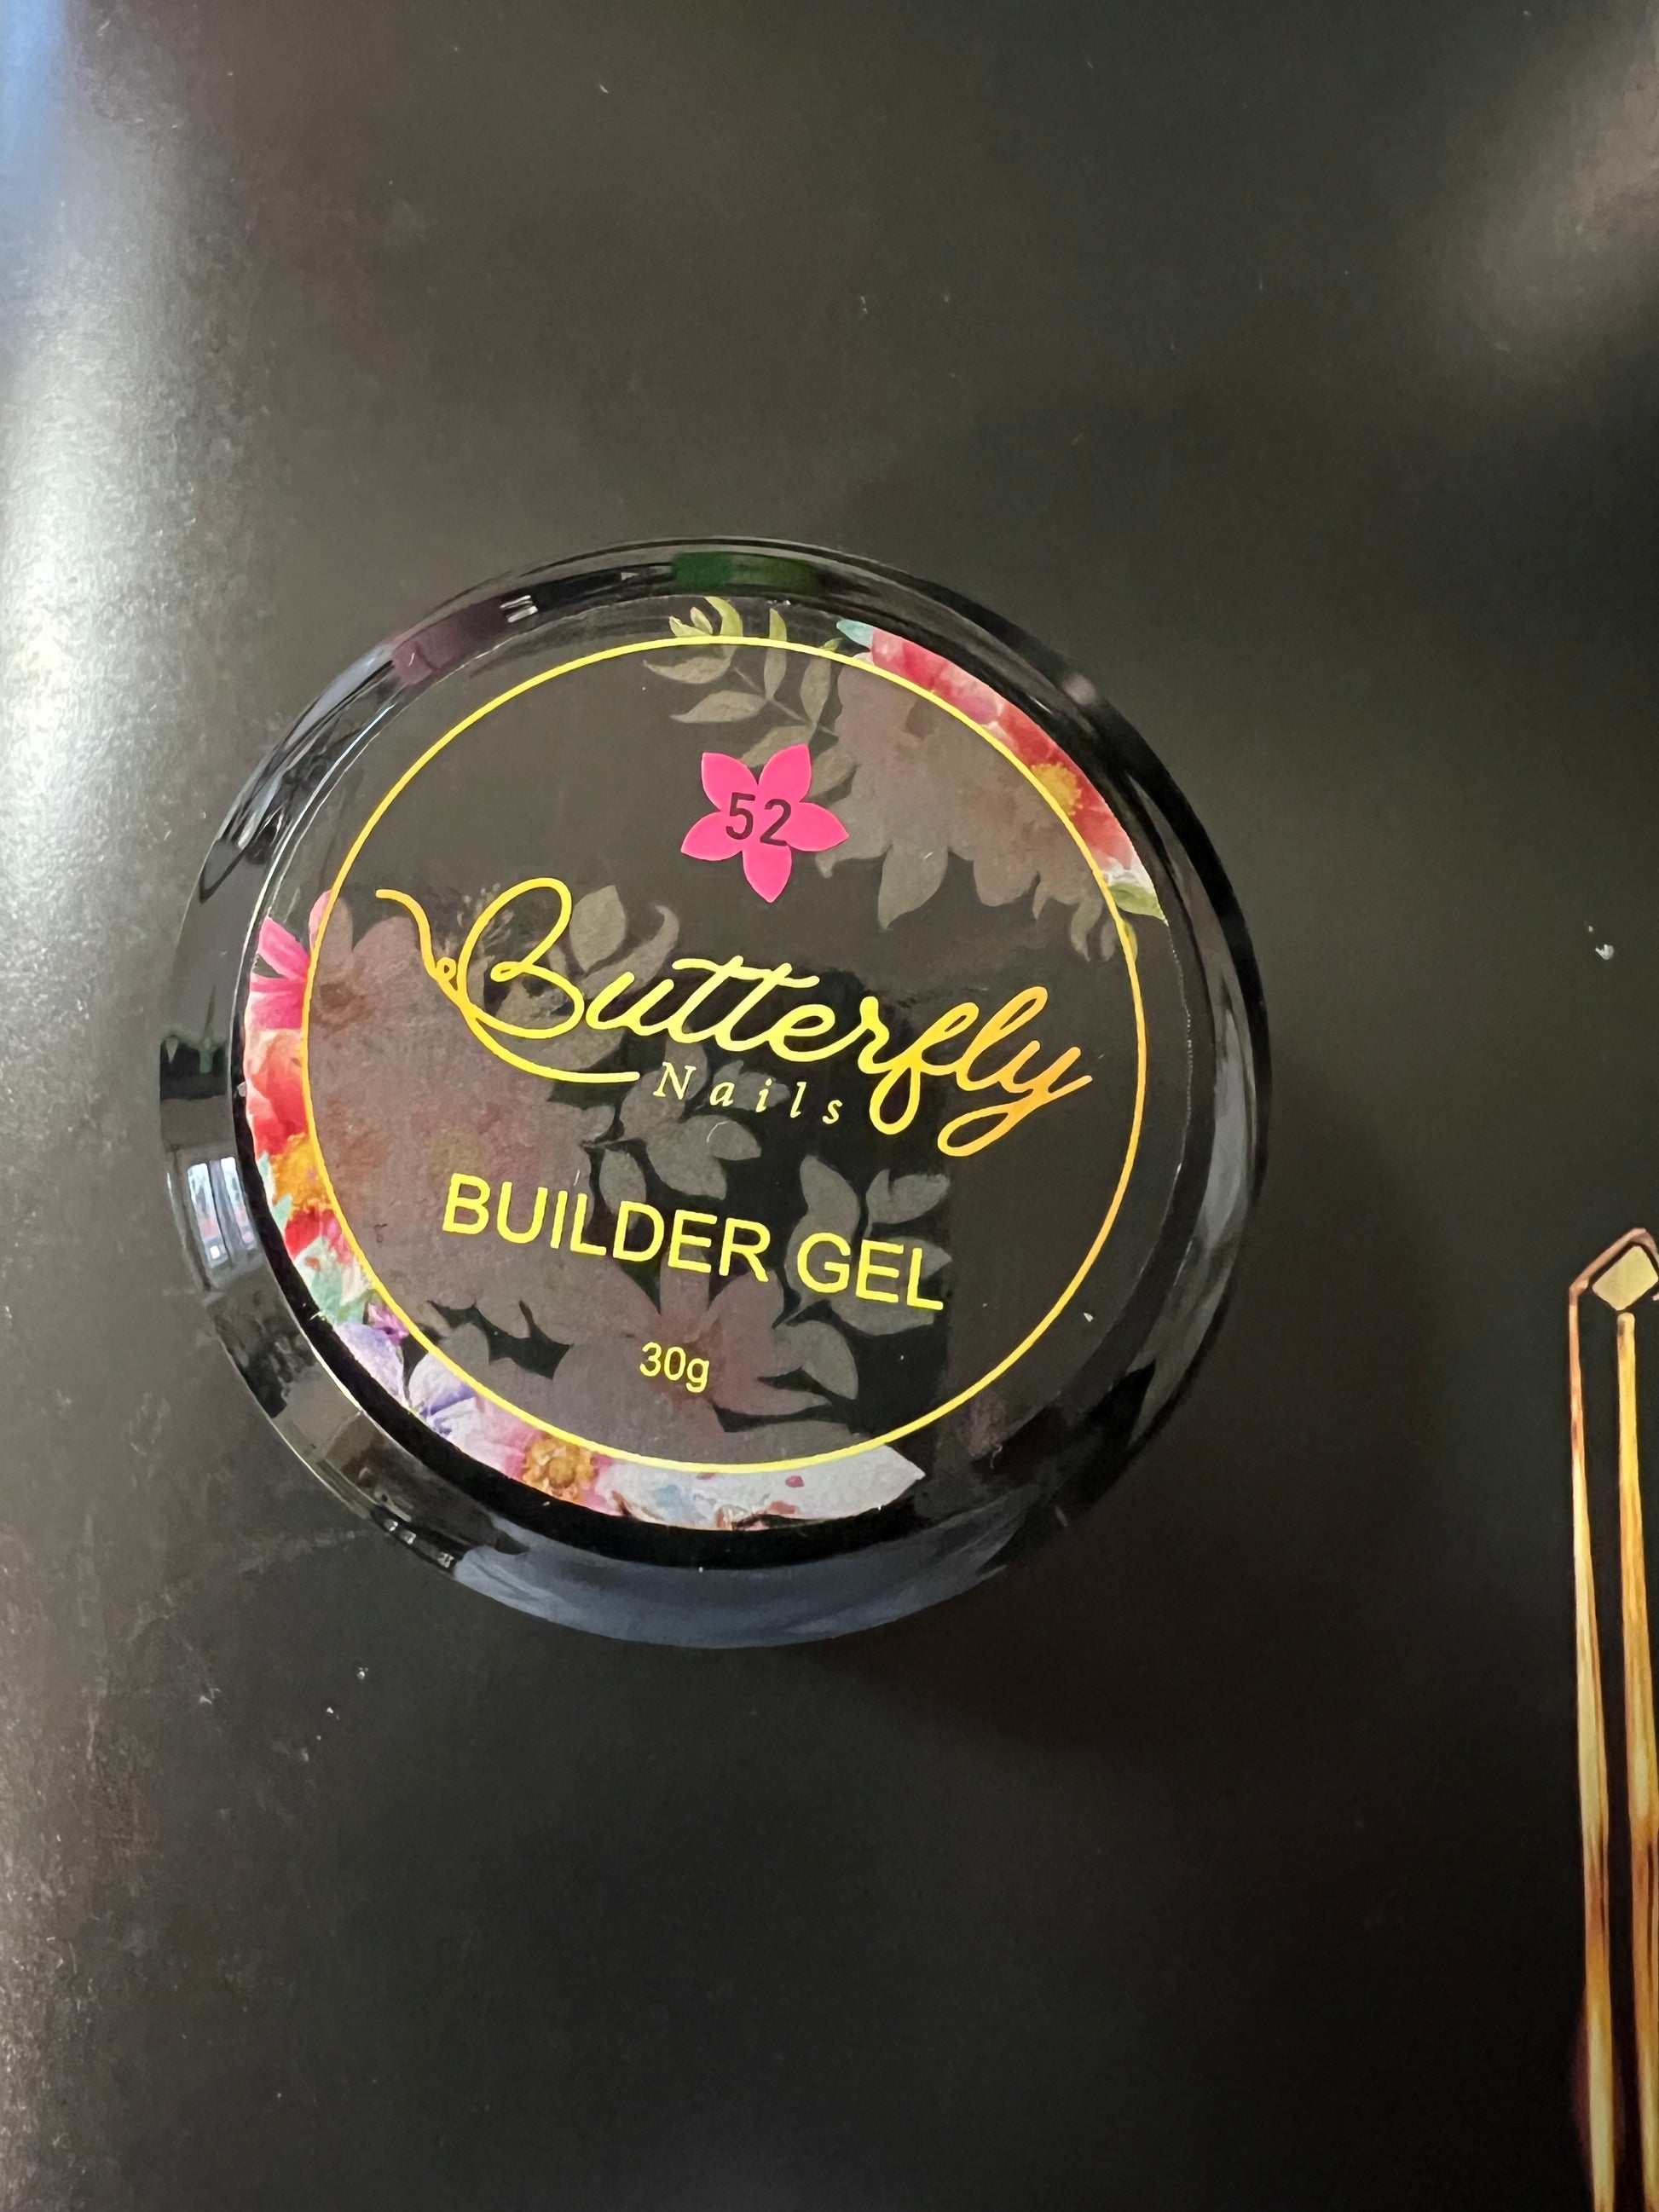 52
Butterfly
Nails
BUILDER GEL
30g